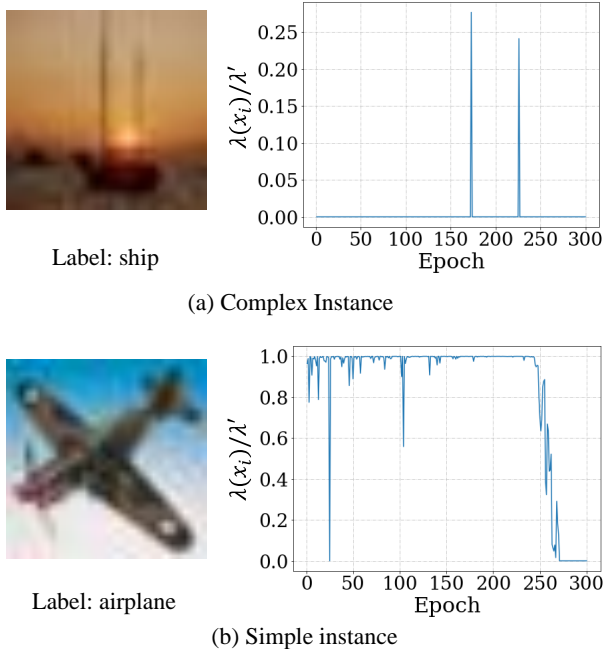 0.25
0.20
0.15
0.10
0.05
0.00
λ(xᵢ)/λ′
0 50 100 150 200 250 300
Epoch
Label: ship
(a) Complex Instance
1.0
0.8
0.6
0.4
0.2
0.0
λ(xᵢ)/λ′
0 50 100 150 200 250 300
Epoch
Label: airplane
(b) Simple instance